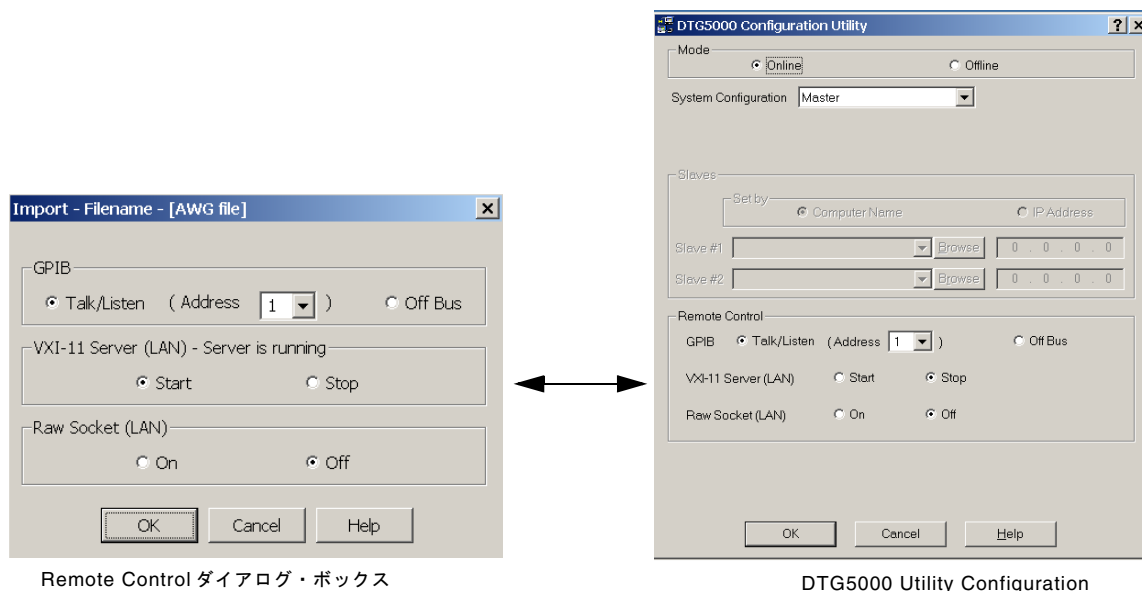 Import - Filename - [AWG file]
GPIB
Talk/Listen ( Address 1 ) Off Bus
VXI-11 Server (LAN) - Server is running
Start Stop
Raw Socket (LAN)
On Off
OK Cancel Help
Remote Control ダイアログ・ボックス
DTG5000 Configuration Utility
Mode
Online Offline
System Configuration Master
Slaves
Set by
Computer Name IP Address
Slave #1 Browse 0 . 0 . 0 . 0
Slave #2 Browse 0 . 0 . 0 . 0
Remote Control
GPIB Talk/Listen (Address 1 ) Off Bus
VXI-11 Server (LAN) Start Stop
Raw Socket (LAN) On Off
OK Cancel Help
DTG5000 Utility Configuration